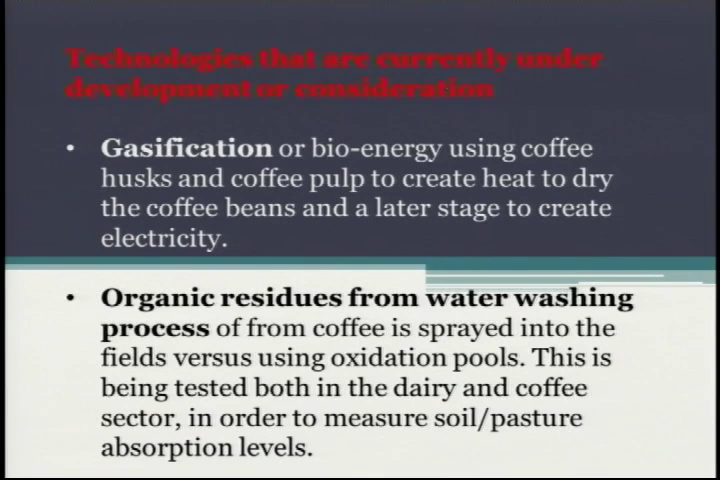 Technologies that are currently under
development or consideration
• Gasification or bio-energy using coffee
husks and coffee pulp to create heat to dry
the coffee beans and a later stage to create
electricity.
• Organic residues from water washing
process of from coffee is sprayed into the
fields versus using oxidation pools. This is
being tested both in the dairy and coffee
sector, in order to measure soil/pasture
absorption levels.